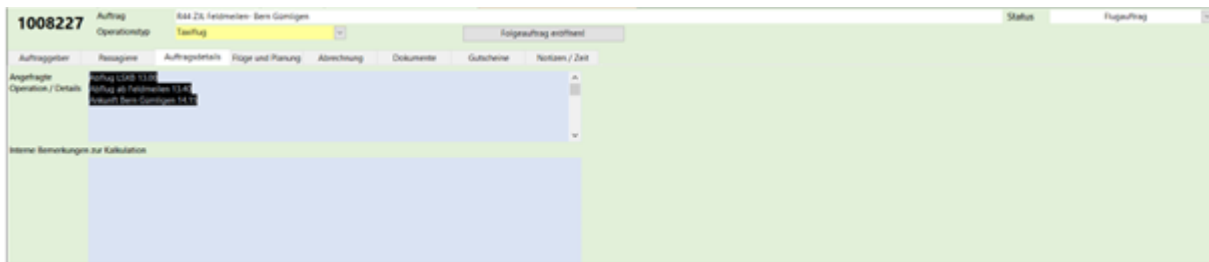 1008227
Auftrag
R44 ZJL Feldmeilen- Bern Gümligen
Status
Flugauftrag
Operationstyp
Taxiflug
Folgeauftrag eröffnen!
Auftraggeber
Passagiere
Auftragsdetails
Flüge und Planung
Abrechnung
Dokumente
Gutscheine
Notizen / Zeit
Angefragte
Operation / Details
Abflug LSXB 13.00
Abflug ab Feldmeilen 13.40
Ankunft Bern Gümligen 14.15
Interne Bemerkungen zur Kalkulation